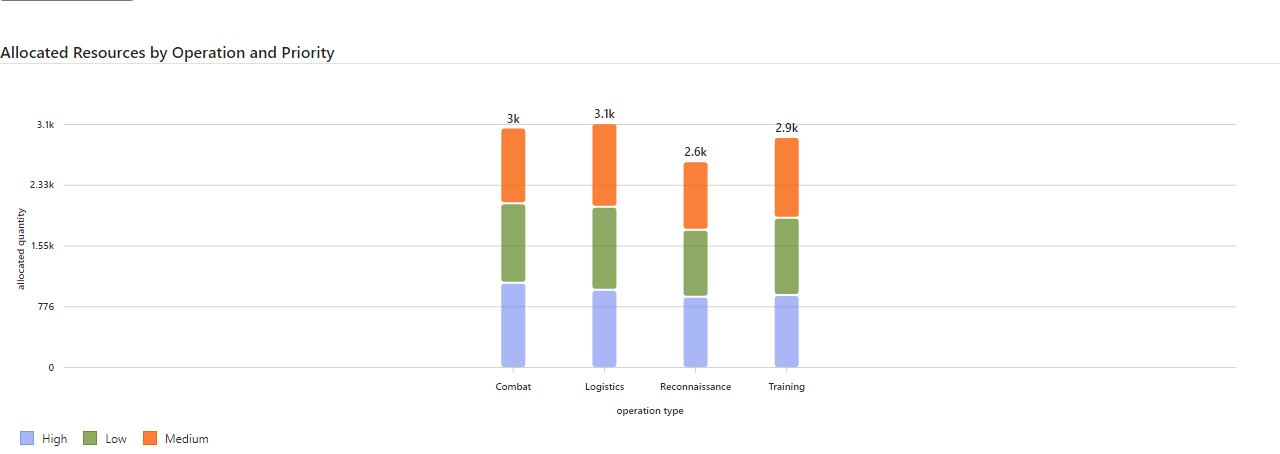 Allocated Resources by Operation and Priority
3k
3.1k
2.6k
2.9k
3.1k
2.33k
1.55k
776
0
allocated quantity
Combat
Logistics
Reconnaissance
Training
operation type
High
Low
Medium